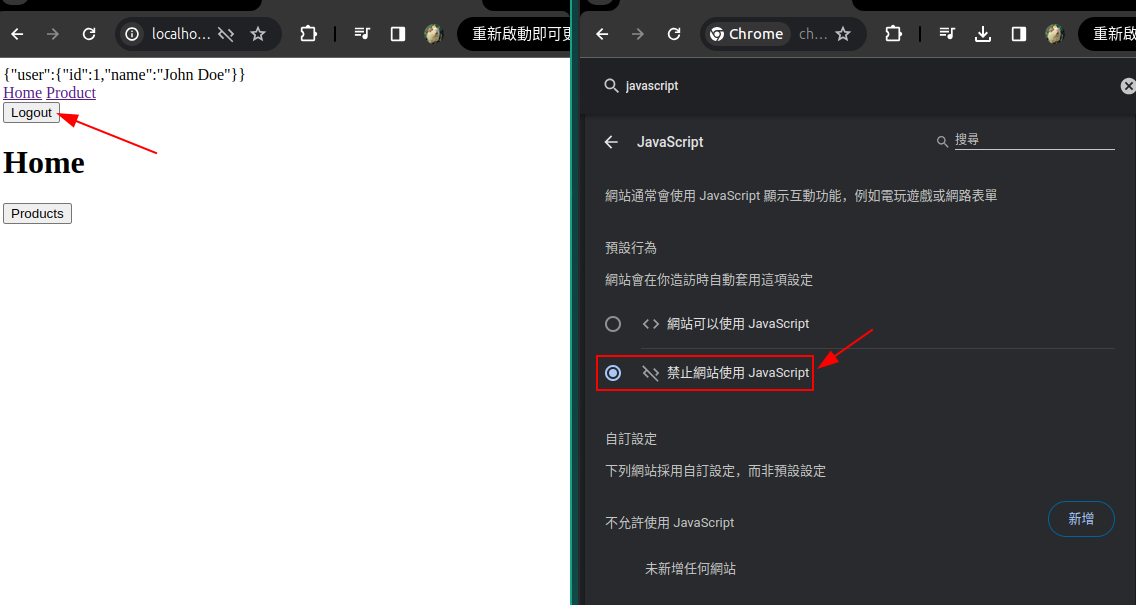 localho...
重新啟動即可更
{"user":{"id":1,"name":"John Doe"}}
Home Product
Logout
Home
Products
Chrome ch...
重新啟
javascript
JavaScript
搜尋
網站通常會使用 JavaScript 顯示互動功能，例如電玩遊戲或網路表單
預設行為
網站會在你造訪時自動套用這項設定
網站可以使用 JavaScript
禁止網站使用 JavaScript
自訂設定
下列網站採用自訂設定，而非預設設定
不允許使用 JavaScript
新增
未新增任何網站